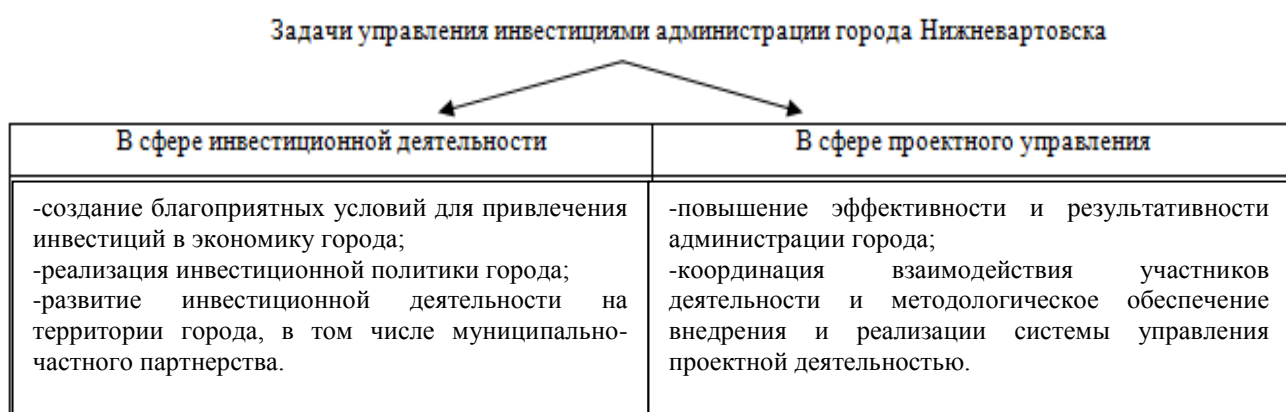 Задачи управления инвестициями администрации города Нижневартовска
В сфере инвестиционной деятельности
В сфере проектного управления
-создание благоприятных условий для привлечения
инвестиций в экономику города;
-реализация инвестиционной политики города;
-развитие инвестиционной деятельности на
территории города, в том числе муниципально-
частного партнерства.
-повышение эффективности и результативности
администрации города;
-координация взаимодействия участников
деятельности и методологическое обеспечение
внедрения и реализации системы управления
проектной деятельностью.